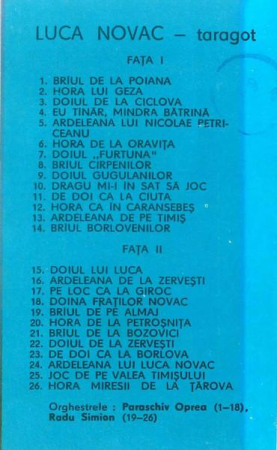 LUCA NOVAC – taragot
FAȚA I
1. BRÎUL DE LA POIANA
2. HORA LUI GEZA
3. DOIUL DE LA CICLOVA
4. EU TÎNĂR, MINDRA BĂTRÎNĂ
5. ARDELEANA LUI NICOLAE PETRI-
CEANU
6. HORA DE LA ORAVIȚA
7. DOIUL „FURTUNA"
8. BRÎUL CIRPENILOR
9. DOIUL GUGULANILOR
10. DRAGU MI-I ÎN SAT SĂ JOC
11. DE DOI CA LA CIUTA
12. HORA CA ÎN CARANSEBEȘ
13. ARDELEANA DE PE TIMIȘ
14. BRÎUL BORLOVENILOR
FAȚA II
15. DOIUL LUI LUCA
16. ARDELEANA DE LA ZERVEȘTI
17. PE LOC CA LA GIROC
18. DOINA FRAȚILOR NOVAC
19. BRÎUL DE PE ALMAJ
20. HORA DE LA PETROȘNIȚA
21. BRÎUL DE LA BOZOVICI
22. DOIUL DE LA ZERVEȘTI
23. DE DOI CA LA BORLOVA
24. ARDELEANA LUI LUCA NOVAC
25. JOC DE PE VALEA TIMIȘULUI
26. HORA MIRESII DE LA ȚĂROVA
Orghestrele : Paraschiv Oprea (1–18),
Radu Simion (19–26)